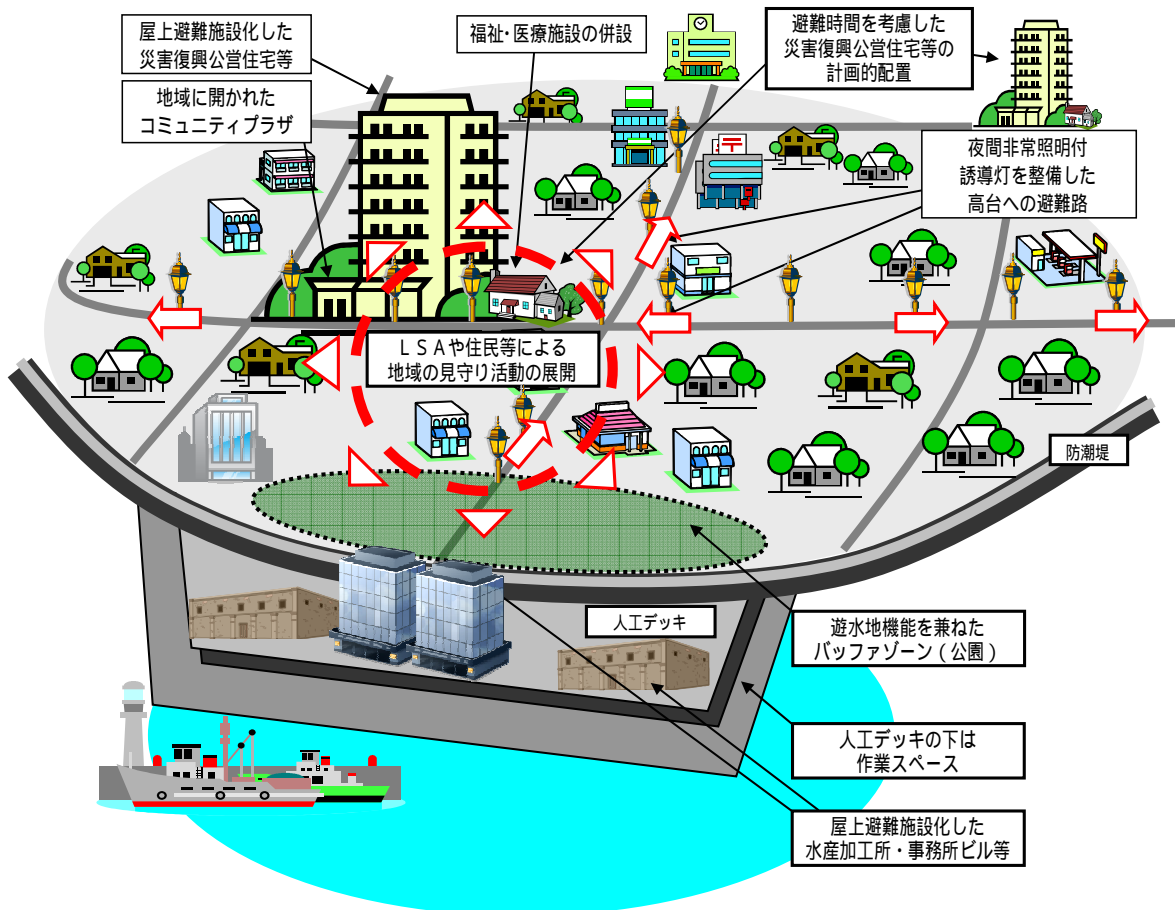 屋上避難施設化した
災害復興公営住宅等
福祉・医療施設の併設
避難時間を考慮した
災害復興公営住宅等の
計画的配置
地域に開かれた
コミュニティプラザ
夜間非常照明付
誘導灯を整備した
高台への避難路
ＬＳＡや住民等による
地域の見守り活動の展開
防潮堤
人工デッキ
遊水地機能を兼ねた
バッファゾーン（公園）
人工デッキの下は
作業スペース
屋上避難施設化した
水産加工所・事務所ビル等